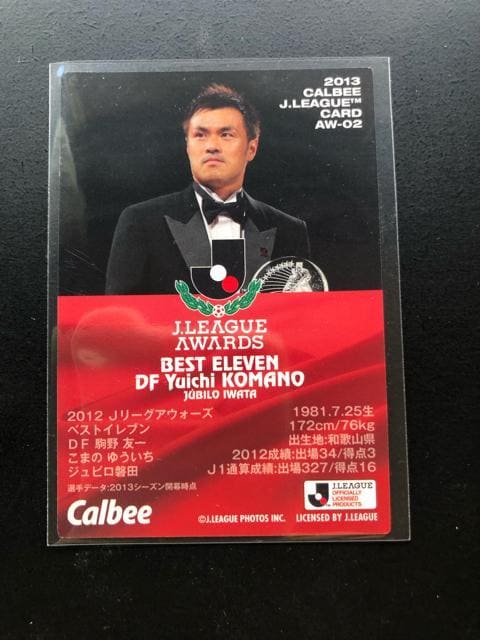 2013
CALBEE
J.LEAGUE™
CARD
AW-02
J.LEAGUE
AWARDS
BEST ELEVEN
DF Yuichi KOMANO
JÚBILO IWATA
2012 Jリーグアウォーズ
ベストイレブン
DF 駒野 友一
こまの ゆういち
ジュビロ磐田
選手データ:2013シーズン開幕時点
1981.7.25生
172cm/76kg
出生地:和歌山県
2012成績:出場34/得点3
J1通算成績:出場327/得点16
Calbee
J.LEAGUE
OFFICIALLY
LICENSED
PRODUCTS
©J.LEAGUE PHOTOS INC.
LICENSED BY J.LEAGUE